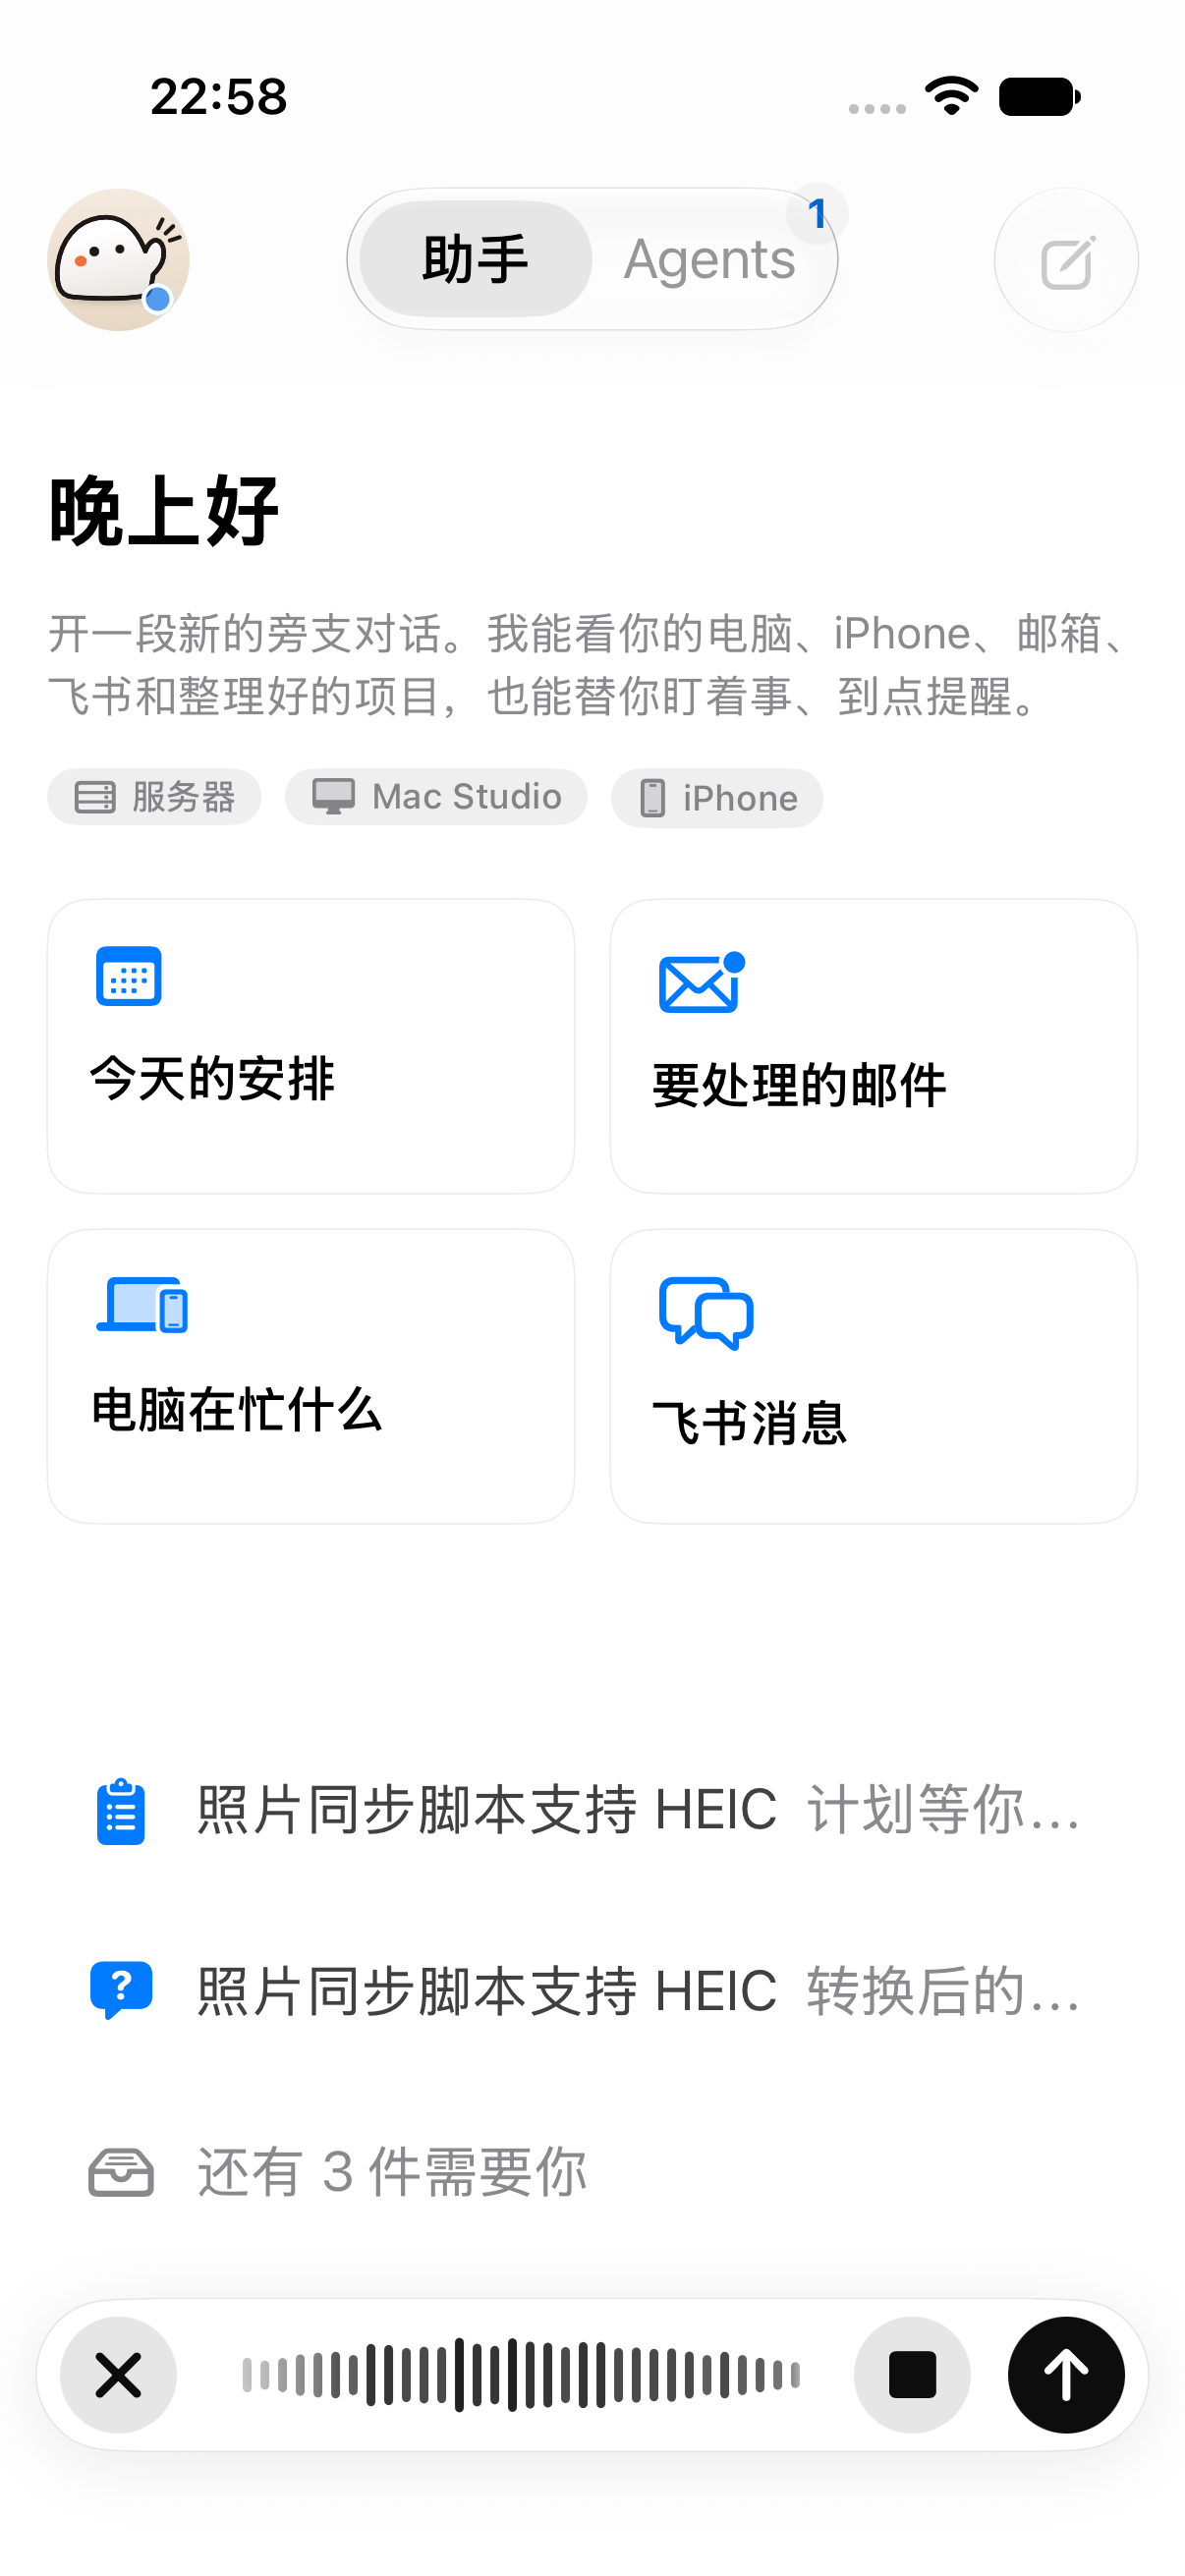 22:58
助手
Agents
1
晚上好
开一段新的旁支对话。我能看你的电脑、iPhone、邮箱、
飞书和整理好的项目，也能替你盯着事、到点提醒。
服务器
Mac Studio
iPhone
今天的安排
要处理的邮件
电脑在忙什么
飞书消息
照片同步脚本支持 HEIC 计划等你…
照片同步脚本支持 HEIC 转换后的…
还有 3 件需要你